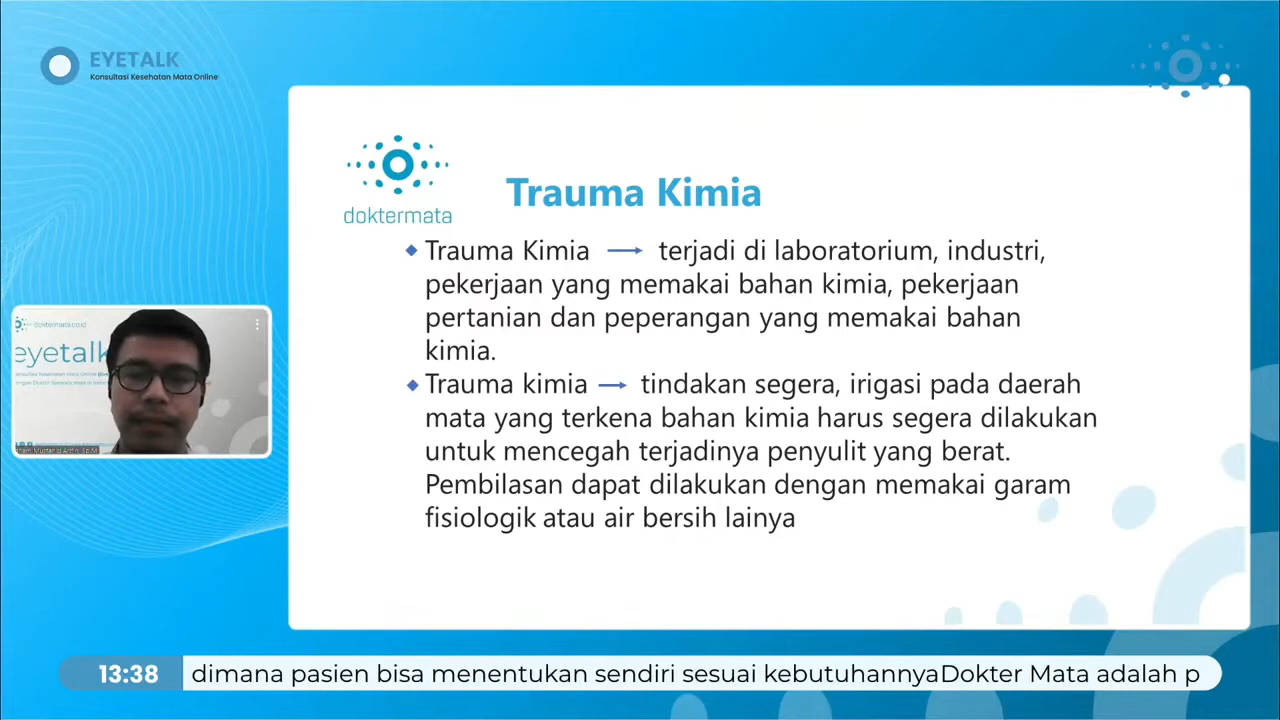 EYETALK
Konsultasi Kesehatan Mata Online
doktermata
Trauma Kimia
Trauma Kimia → terjadi di laboratorium, industri,
pekerjaan yang memakai bahan kimia, pekerjaan
pertanian dan peperangan yang memakai bahan
kimia.
Trauma kimia → tindakan segera, irigasi pada daerah
mata yang terkena bahan kimia harus segera dilakukan
untuk mencegah terjadinya penyulit yang berat.
Pembilasan dapat dilakukan dengan memakai garam
fisiologik atau air bersih lainya
doktermata.co.id
eyetalk
13:38
dimana pasien bisa menentukan sendiri sesuai kebutuhannyaDokter Mata adalah p